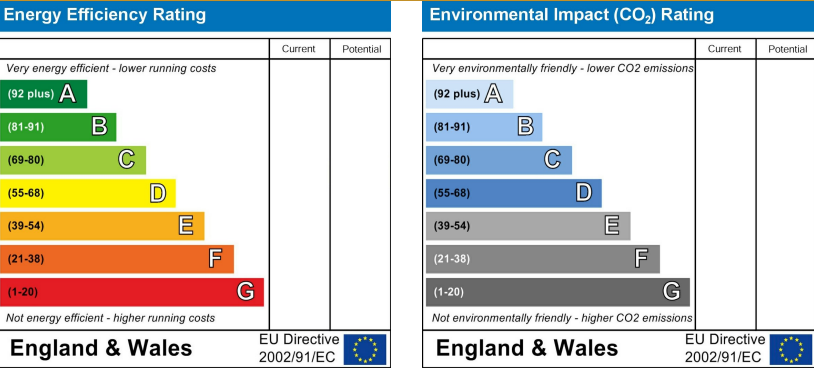 Energy Efficiency Rating
Current Potential
Very energy efficient - lower running costs
(92 plus) A
(81-91) B
(69-80) C
(55-68) D
(39-54) E
(21-38) F
(1-20) G
Not energy efficient - higher running costs
England & Wales
EU Directive
2002/91/EC
Environmental Impact (CO₂) Rating
Current Potential
Very environmentally friendly - lower CO2 emissions
(92 plus) A
(81-91) B
(69-80) C
(55-68) D
(39-54) E
(21-38) F
(1-20) G
Not environmentally friendly - higher CO2 emissions
England & Wales
EU Directive
2002/91/EC